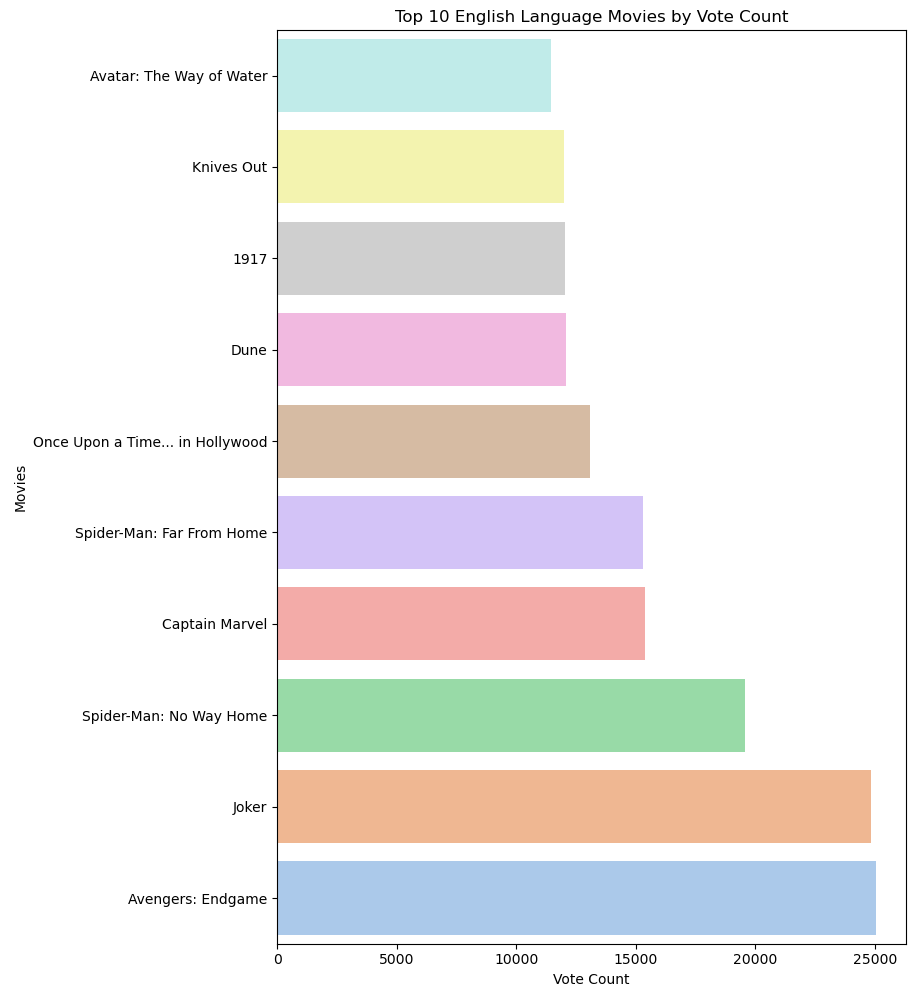 Top 10 English Language Movies by Vote Count
Avatar: The Way of Water
Knives Out
1917
Dune
Once Upon a Time... in Hollywood
Movies
Spider-Man: Far From Home
Captain Marvel
Spider-Man: No Way Home
Joker
Avengers: Endgame
0 5000 10000 15000 20000 25000
Vote Count